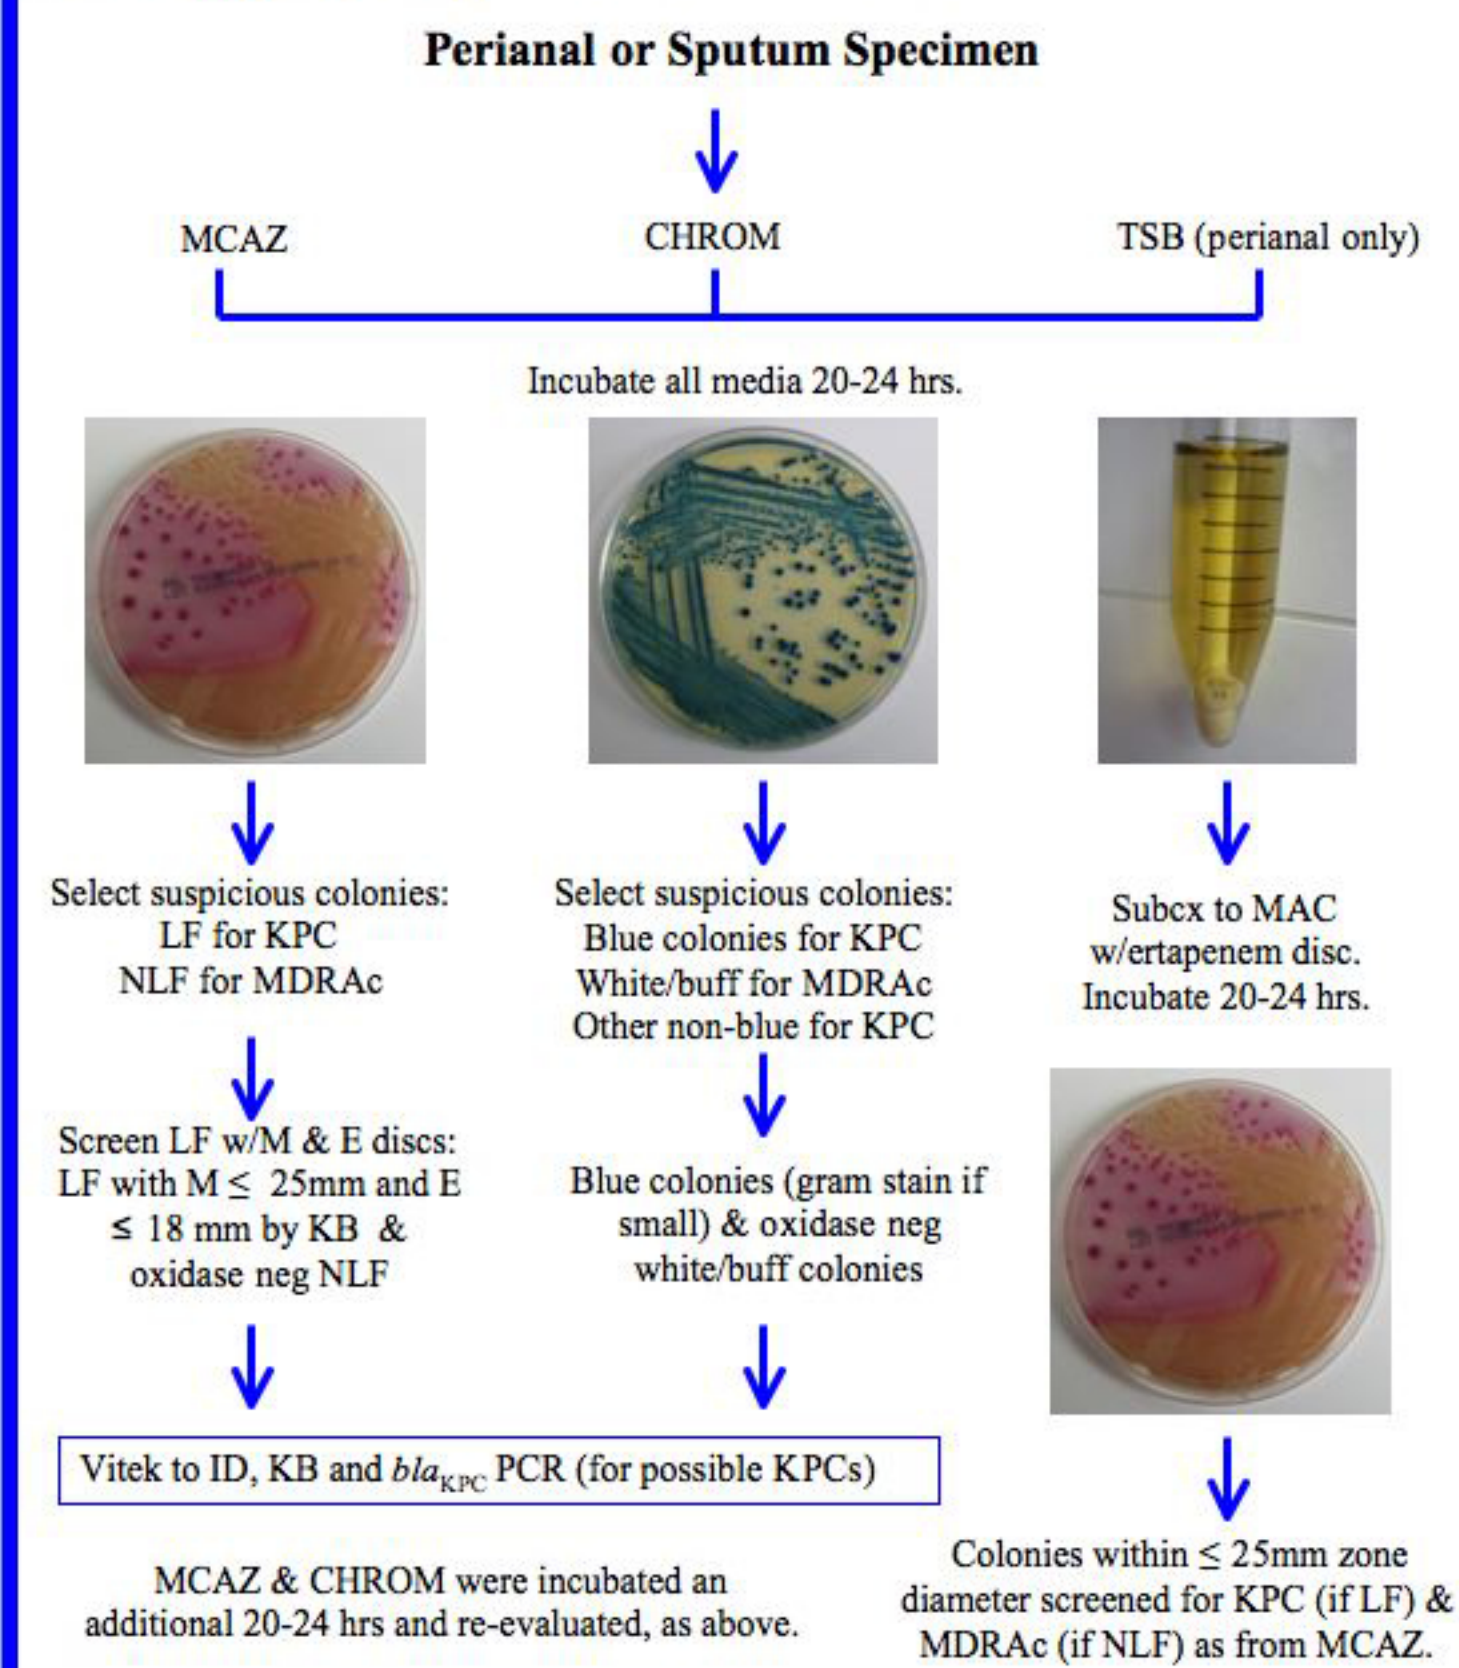 Perianal or Sputum Specimen
MCAZ
CHROM
TSB (perianal only)
Incubate all media 20-24 hrs.
Select suspicious colonies:
LF for KPC
NLF for MDRAc
Select suspicious colonies:
Blue colonies for KPC
White/buff for MDRAc
Other non-blue for KPC
Subcx to MAC
w/ertapenem disc.
Incubate 20-24 hrs.
Screen LF w/M & E discs:
LF with M ≤ 25mm and E
≤ 18 mm by KB &
oxidase neg NLF
Blue colonies (gram stain if
small) & oxidase neg
white/buff colonies
Vitek to ID, KB and blaKPC PCR (for possible KPCs)
MCAZ & CHROM were incubated an
additional 20-24 hrs and re-evaluated, as above.
Colonies within ≤ 25mm zone
diameter screened for KPC (if LF) &
MDRAc (if NLF) as from MCAZ.